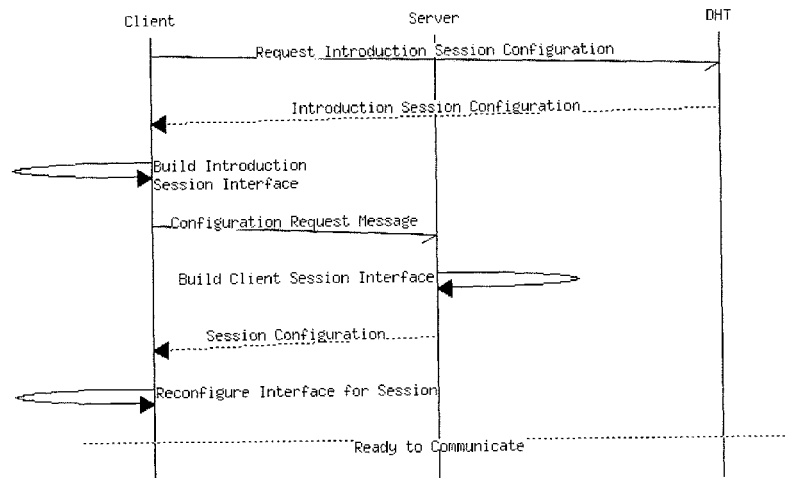 Client Server DHT
Request Introduction Session Configuration
Introduction Session Configuration
Build Introduction
Session Interface
Configuration Request Message
Build Client Session Interface
Session Configuration
Reconfigure Interface for Session
Ready to Communicate